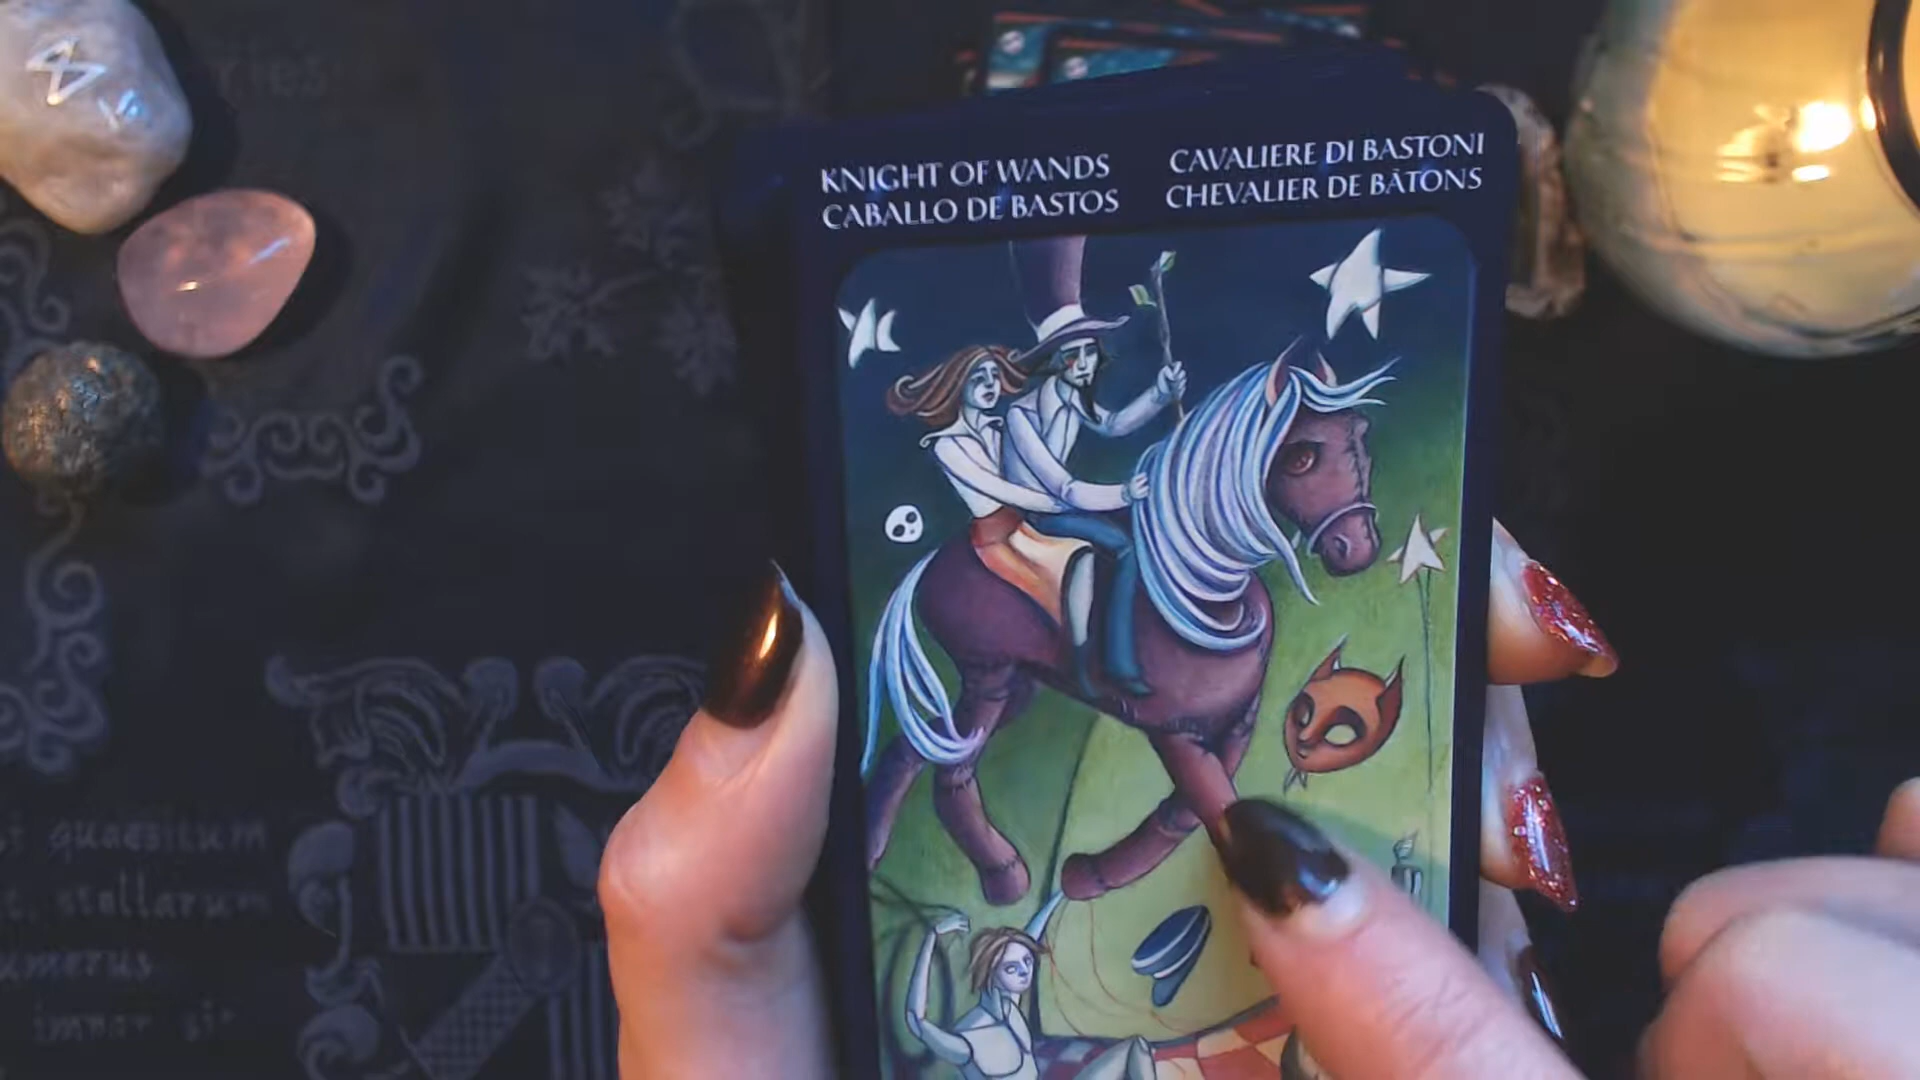 KNIGHT OF WANDS
CABALLO DE BASTOS
CAVALIERE DI BASTONI
CHEVALIER DE BÂTONS
quaesitum
stellarum